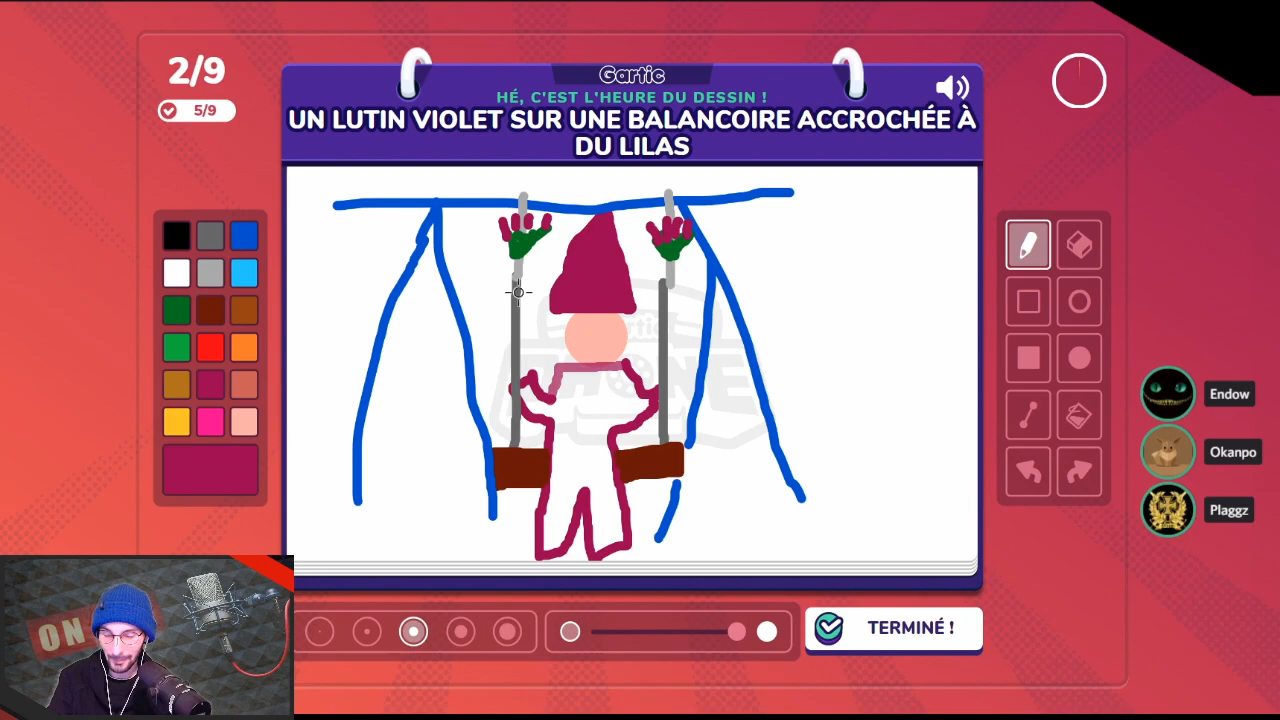 2/9
5/9
Gartic
HÉ, C'EST L'HEURE DU DESSIN !
UN LUTIN VIOLET SUR UNE BALANCOIRE ACCROCHÉE À
DU LILAS
Endow
Okanpo
Plaggz
ON
TERMINÉ !